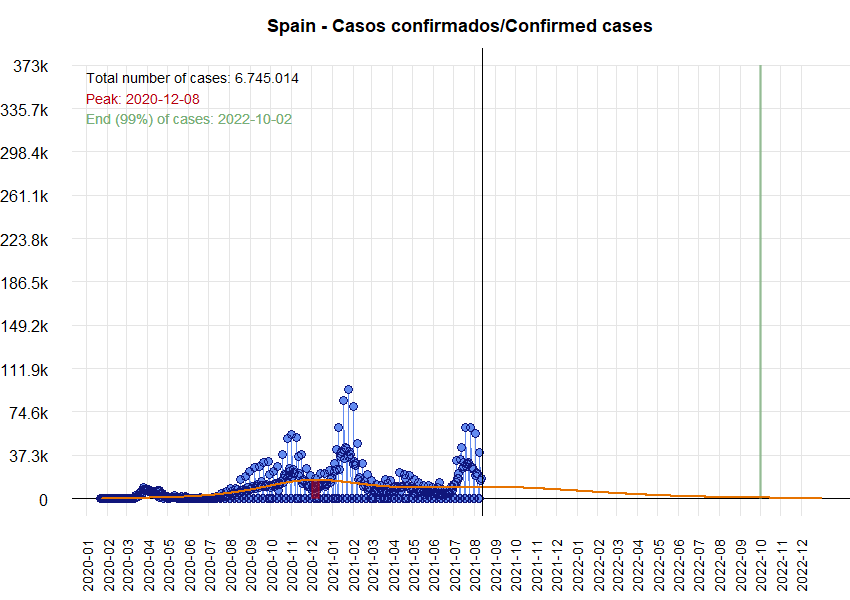 Spain - Casos confirmados/Confirmed cases
Total number of cases: 6.745.014
Peak: 2020-12-08
End (99%) of cases: 2022-10-02
373k
335.7k
298.4k
261.1k
223.8k
186.5k
149.2k
111.9k
74.6k
37.3k
0
2020-01
2020-02
2020-03
2020-04
2020-05
2020-06
2020-07
2020-08
2020-09
2020-10
2020-11
2020-12
2021-01
2021-02
2021-03
2021-04
2021-05
2021-06
2021-07
2021-08
2021-09
2021-10
2021-11
2021-12
2022-01
2022-02
2022-03
2022-04
2022-05
2022-06
2022-07
2022-08
2022-09
2022-10
2022-11
2022-12